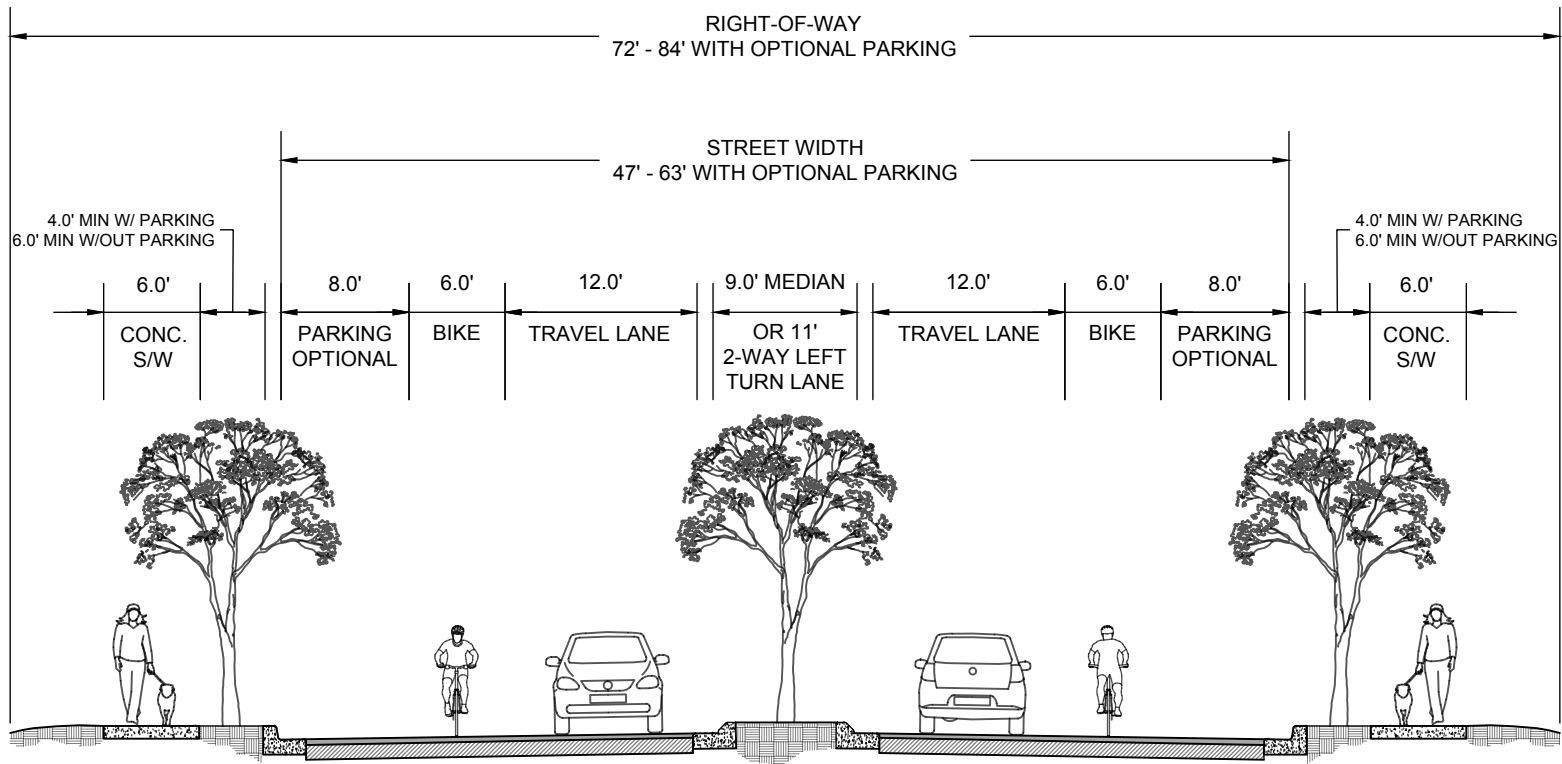 RIGHT-OF-WAY
72' - 84' WITH OPTIONAL PARKING
STREET WIDTH
47' - 63' WITH OPTIONAL PARKING
4.0' MIN W/ PARKING
6.0' MIN W/OUT PARKING
4.0' MIN W/ PARKING
6.0' MIN W/OUT PARKING
6.0'
CONC.
S/W
8.0'
PARKING
OPTIONAL
6.0'
BIKE
12.0'
TRAVEL LANE
9.0' MEDIAN
OR 11'
2-WAY LEFT
TURN LANE
12.0'
TRAVEL LANE
6.0'
BIKE
8.0'
PARKING
OPTIONAL
6.0'
CONC.
S/W